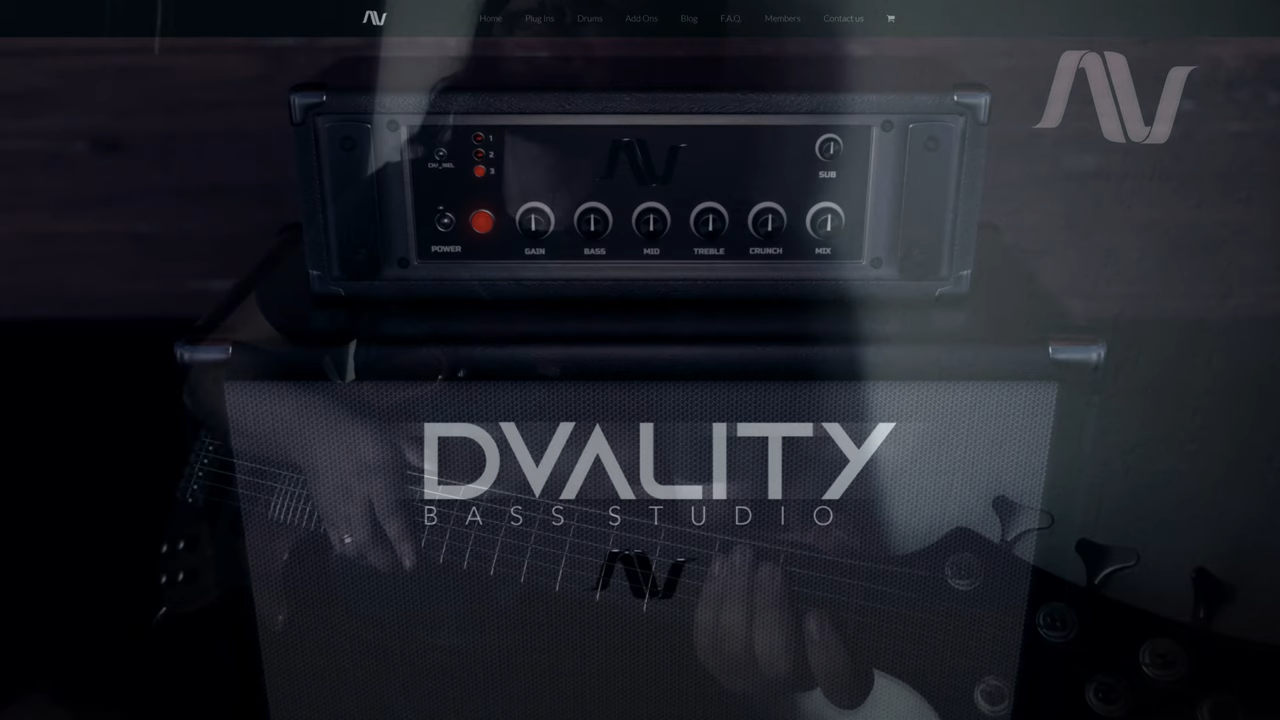 Home Plug Ins Drums Add Ons Blog F.A.Q. Members Contact us
1
2
3
SUB
POWER
GAIN BASS MID TREBLE CRUNCH MIX
DVALITY
BASS STUDIO